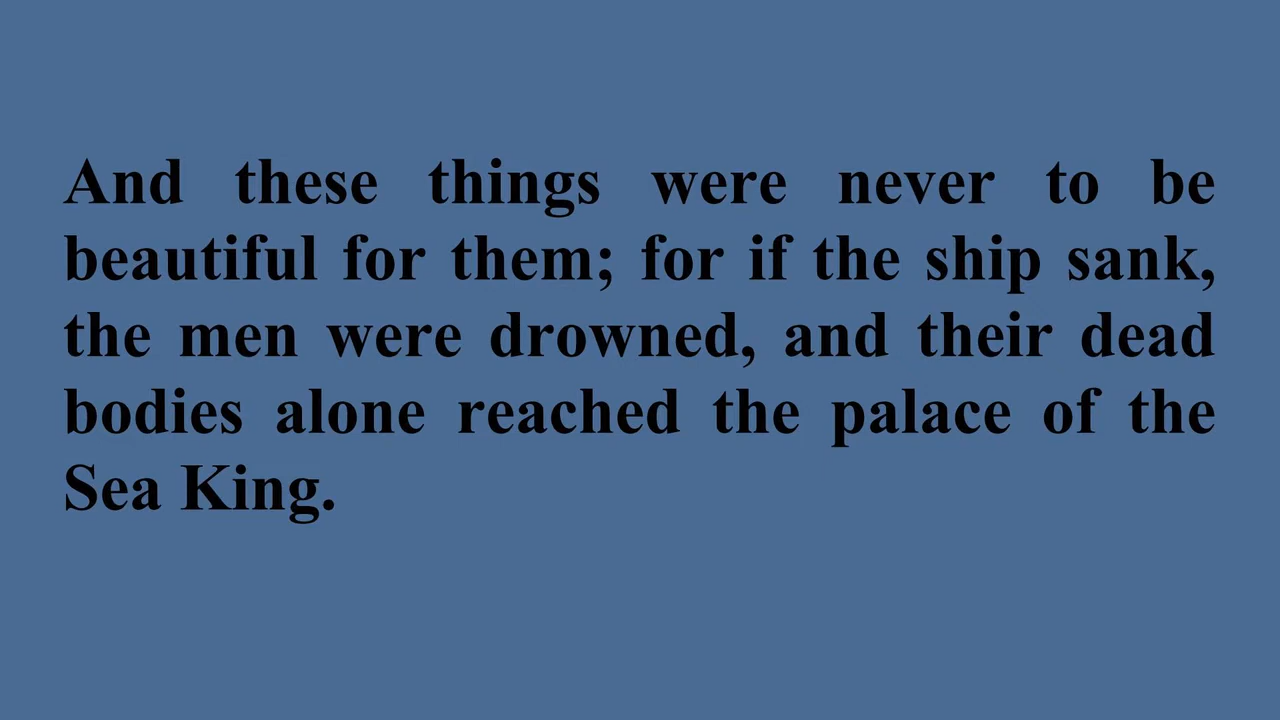 And these things were never to be
beautiful for them; for if the ship sank,
the men were drowned, and their dead
bodies alone reached the palace of the
Sea King.